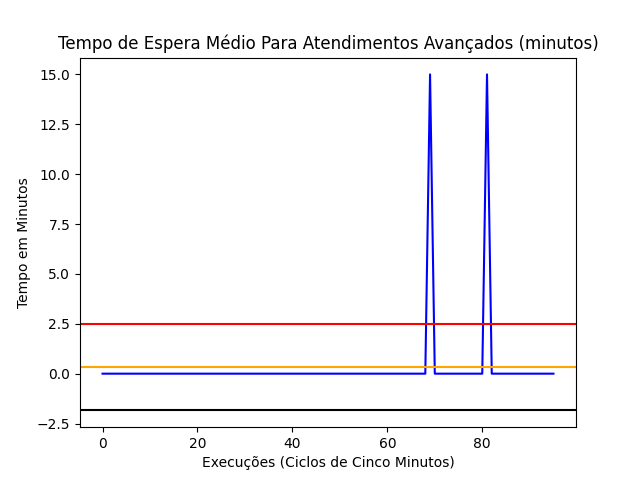 Tempo de Espera Médio Para Atendimentos Avançados (minutos)
15.0
12.5
10.0
7.5
5.0
2.5
0.0
−2.5
Tempo em Minutos
0 20 40 60 80
Execuções (Ciclos de Cinco Minutos)